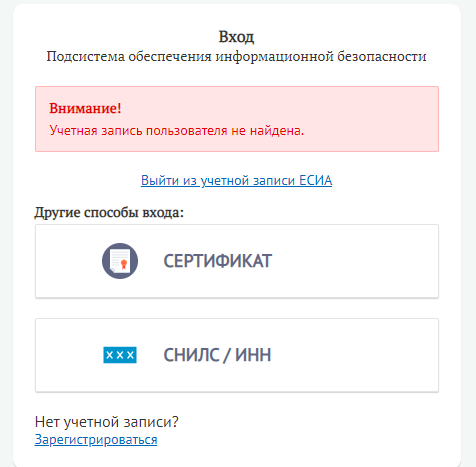 Вход
Подсистема обеспечения информационной безопасности
Внимание!
Учетная запись пользователя не найдена.
Выйти из учетной записи ЕСИА
Другие способы входа:
СЕРТИФИКАТ
XXX
СНИЛС / ИНН
Нет учетной записи?
Зарегистрироваться